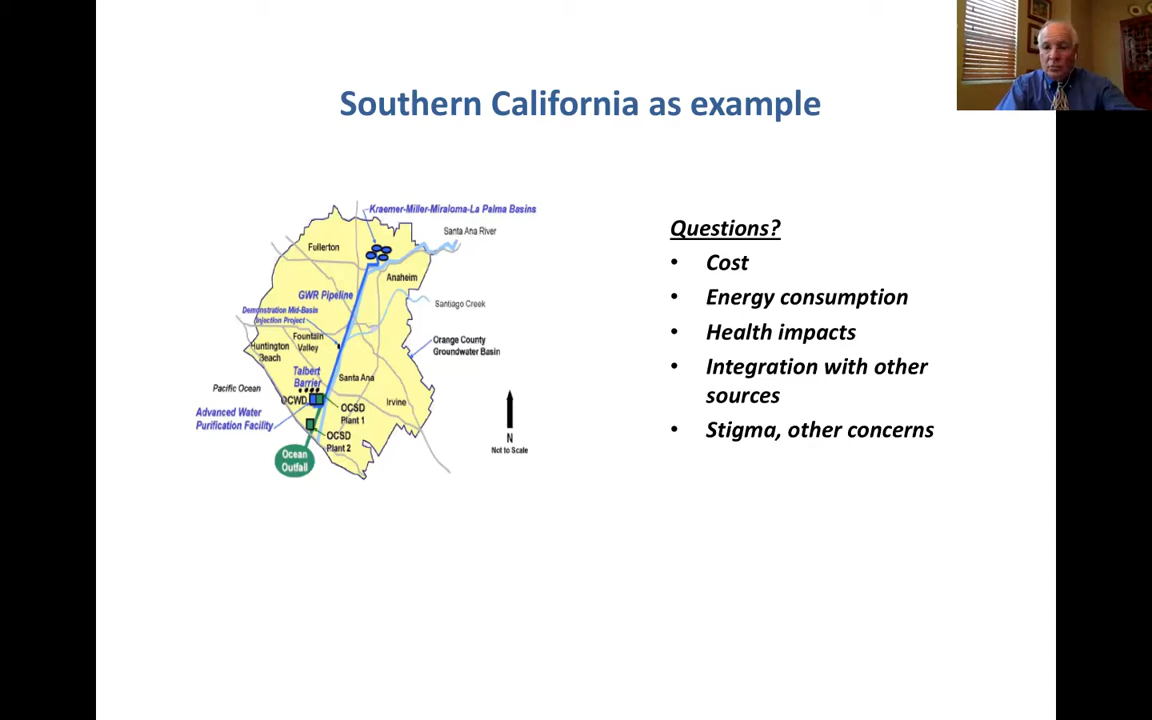 Southern California as example
Kraemer-Miller-Miraloma-La Palma Basins
Santa Ana River
Fullerton
Anaheim
GWR Pipeline
Santiago Creek
Demonstration Mid-Basin
Injection Project
Fountain
Valley
Orange County
Groundwater Basin
Huntington
Beach
Talbert
Barrier
Santa Ana
Pacific Ocean
OCWD
Irvine
Advanced Water
Purification Facility
OCSD
Plant 1
OCSD
Plant 2
Ocean
Outfall
N
Not to Scale
Questions?
• Cost
• Energy consumption
• Health impacts
• Integration with other
sources
• Stigma, other concerns